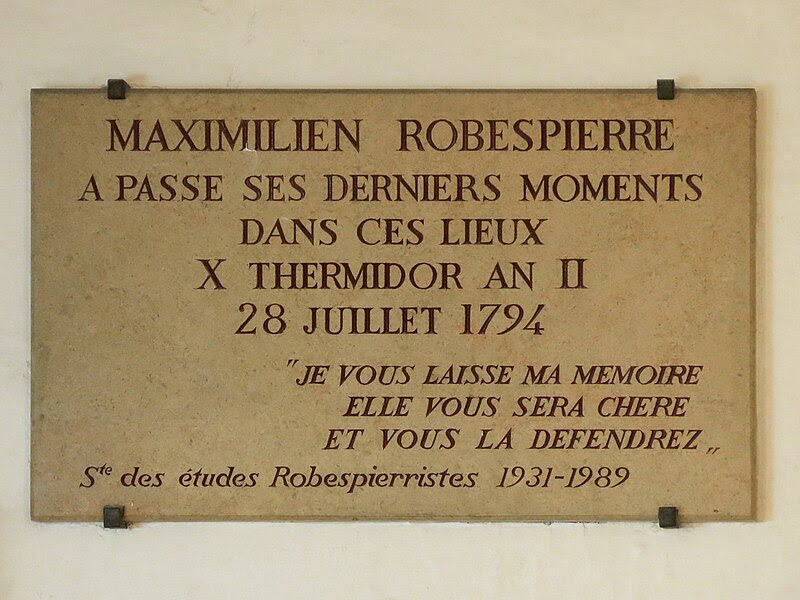 MAXIMILIEN ROBESPIERRE
A PASSE SES DERNIERS MOMENTS
DANS CES LIEUX
X THERMIDOR AN II
28 JUILLET 1794
"JE VOUS LAISSE MA MEMOIRE
ELLE VOUS SERA CHERE
ET VOUS LA DEFENDREZ„
Ste des études Robespierristes 1931-1989